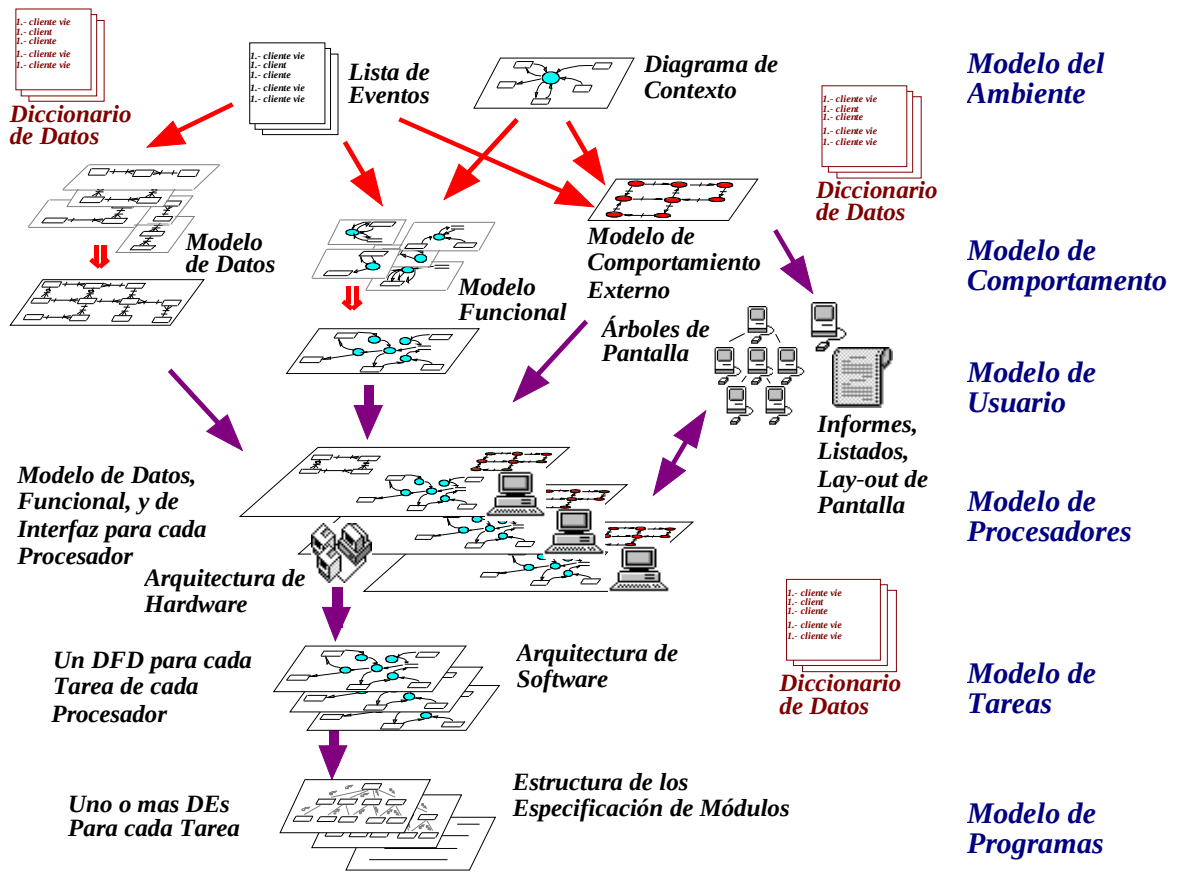 1.- cliente vie
1.- client
1.- cliente
1.- cliente vie
1.- cliente vie
Diccionario
de Datos
1.- cliente vie
1.- client
1.- cliente
1.- cliente vie
1.- cliente vie
Lista de
Eventos
Diagrama de
Contexto
Modelo del
Ambiente
1.- cliente vie
1.- client
1.- cliente
1.- cliente vie
1.- cliente vie
Diccionario
de Datos
Modelo
de Datos
Modelo
Funcional
Modelo de
Comportamiento
Externo
Modelo de
Comportamento
Árboles de
Pantalla
Modelo de
Usuario
Informes,
Listados,
Lay-out de
Pantalla
Modelo de Datos,
Funcional, y de
Interfaz para cada
Procesador
Modelo de
Procesadores
Arquitectura de
Hardware
1.- cliente vie
1.- client
1.- cliente
1.- cliente vie
1.- cliente vie
Diccionario
de Datos
Un DFD para cada
Tarea de cada
Procesador
Arquitectura de
Software
Modelo de
Tareas
Uno o mas DEs
Para cada Tarea
Estructura de los
Especificación de Módulos
Modelo de
Programas